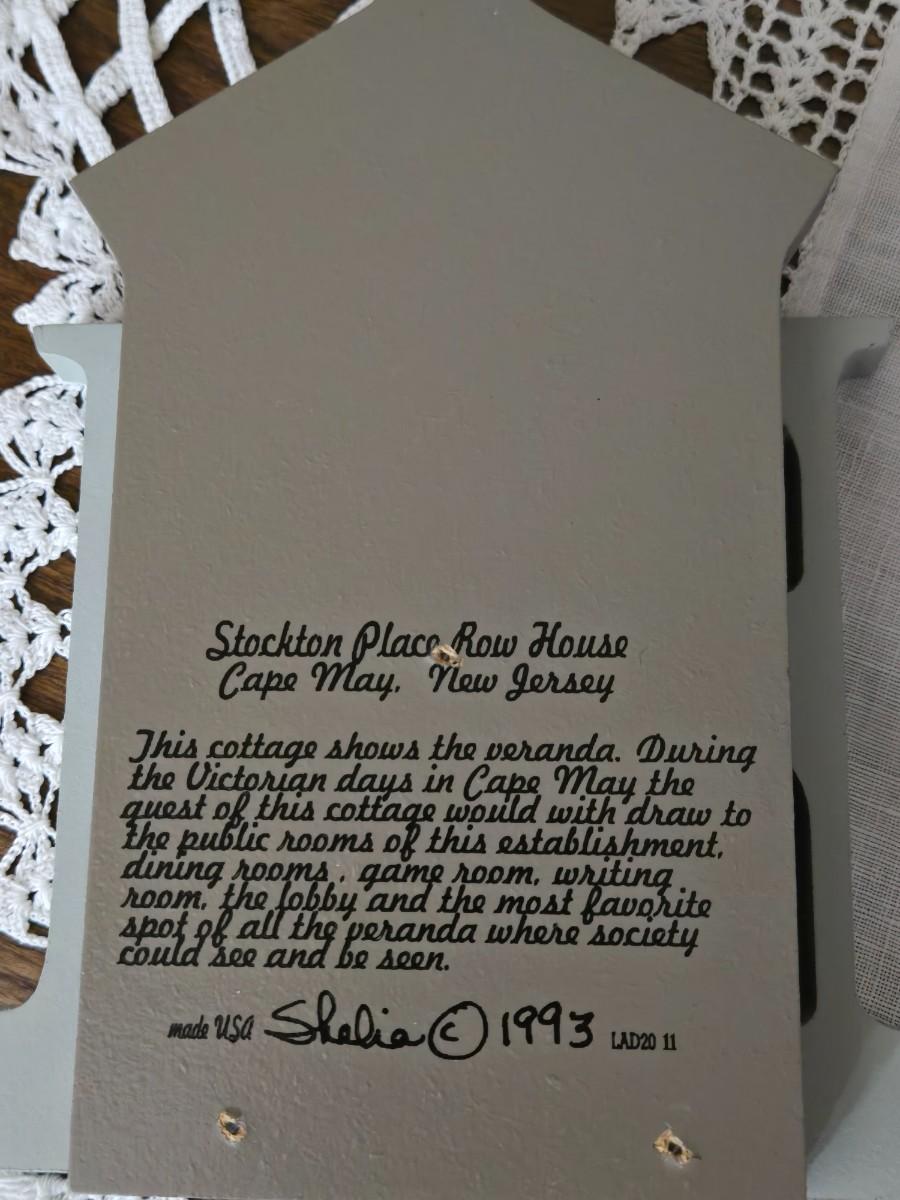 Stockton Place Row House
Cape May, New Jersey
This cottage shows the veranda. During
the Victorian days in Cape May the
guest of this cottage would with draw to
the public rooms of this establishment,
dining rooms, game room, writing
room, the lobby and the most favorite
spot of all the veranda where society
could see and be seen.
made USA Shelia © 1993 LAD20 11